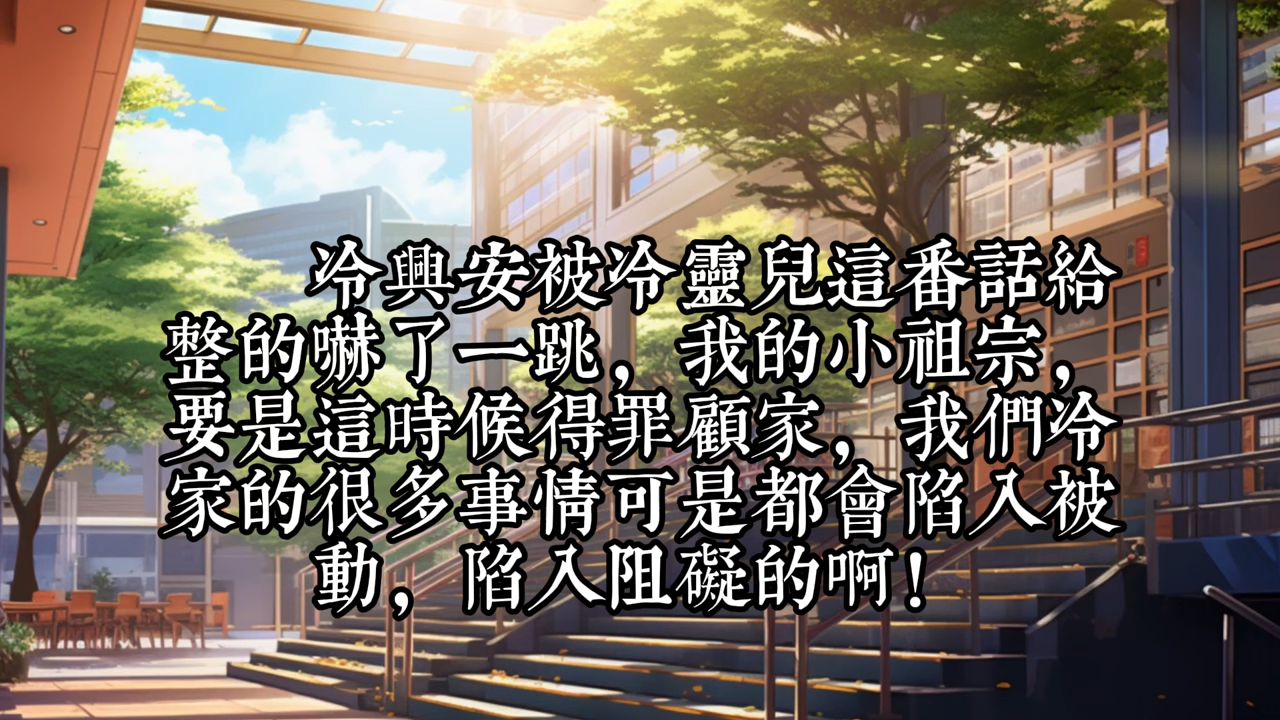 冷興安被冷靈兒這番話給
整的嚇了一跳，我的小祖宗，
要是這時候得罪顧家，我們冷
家的很多事情可是都會陷入被
動，陷入阻礙的啊！